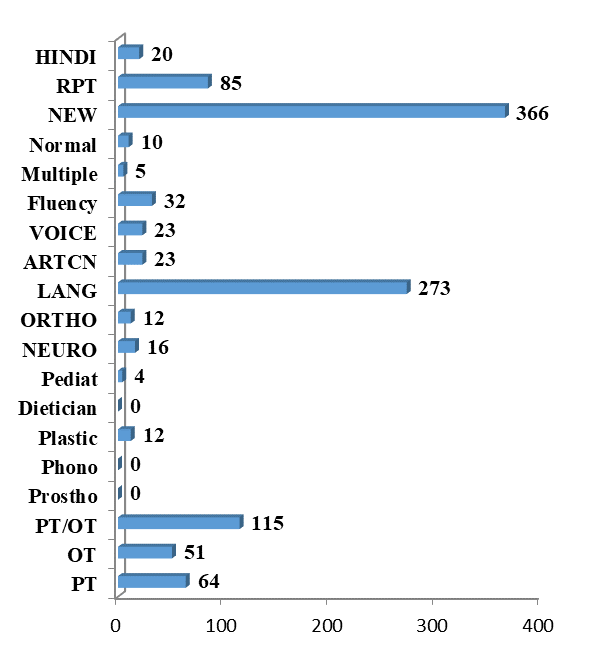 HINDI 20
RPT 85
NEW 366
Normal 10
Multiple 5
Fluency 32
VOICE 23
ARTCN 23
LANG 273
ORTHO 12
NEURO 16
Pediat 4
Dietician 0
Plastic 12
Phono 0
Prostho 0
PT/OT 115
OT 51
PT 64
0 100 200 300 400